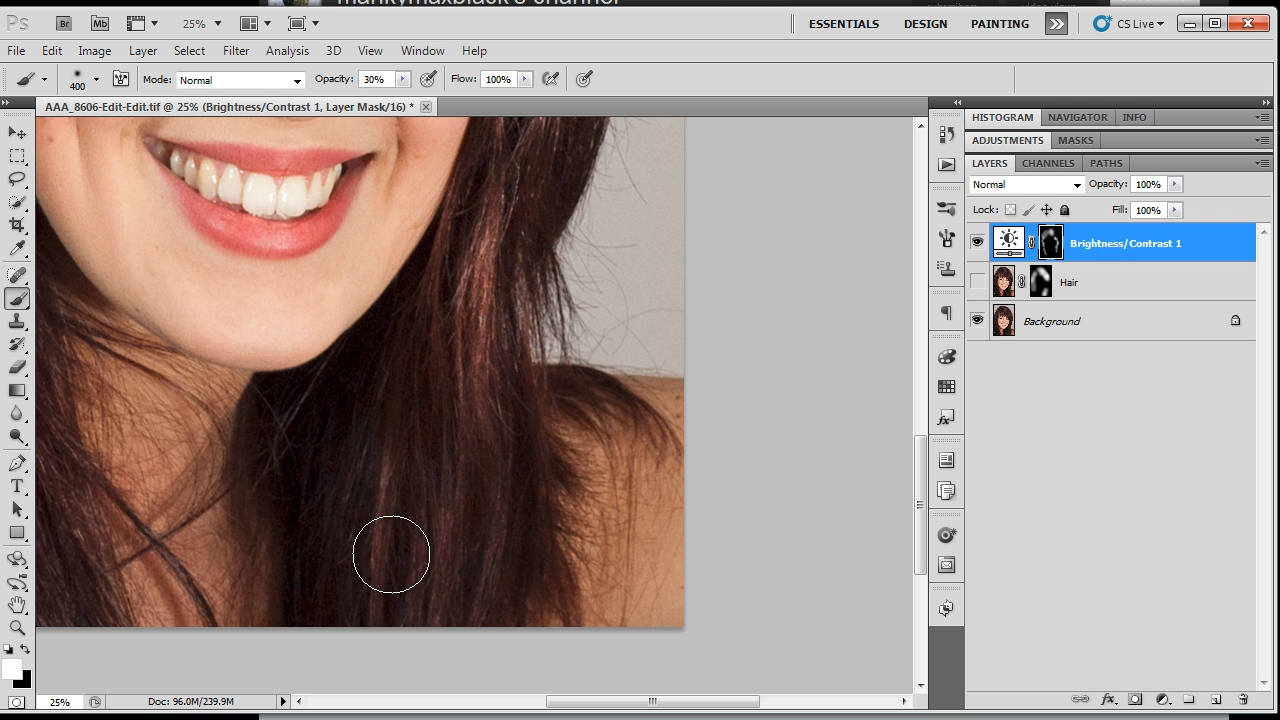 mankymaxblack's channel
Ps Br Mb 25% ESSENTIALS DESIGN PAINTING CS Live
File Edit Image Layer Select Filter Analysis 3D View Window Help
400 Mode: Normal Opacity: 30% Flow: 100%
AAA_8606-Edit-Edit.tif @ 25% (Brightness/Contrast 1, Layer Mask/16) *
HISTOGRAM NAVIGATOR INFO
ADJUSTMENTS MASKS
LAYERS CHANNELS PATHS
Normal Opacity: 100%
Lock: Fill: 100%
Brightness/Contrast 1
Hair
Background
25% Doc: 96.0M/239.9M